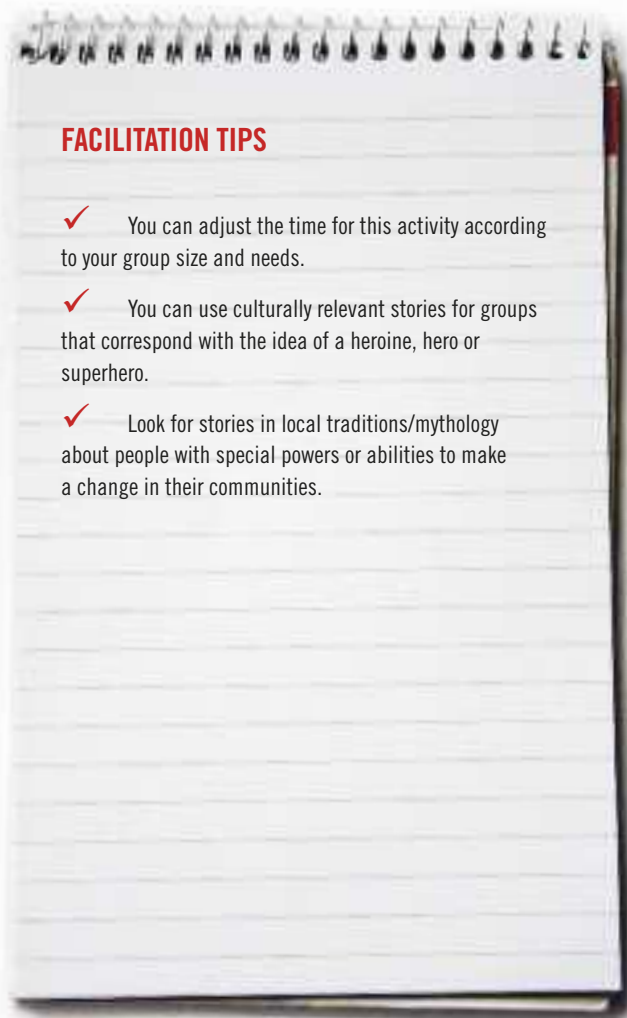 FACILITATION TIPS
✓ You can adjust the time for this activity according
to your group size and needs.
✓ You can use culturally relevant stories for groups
that correspond with the idea of a heroine, hero or
superhero.
✓ Look for stories in local traditions/mythology
about people with special powers or abilities to make
a change in their communities.